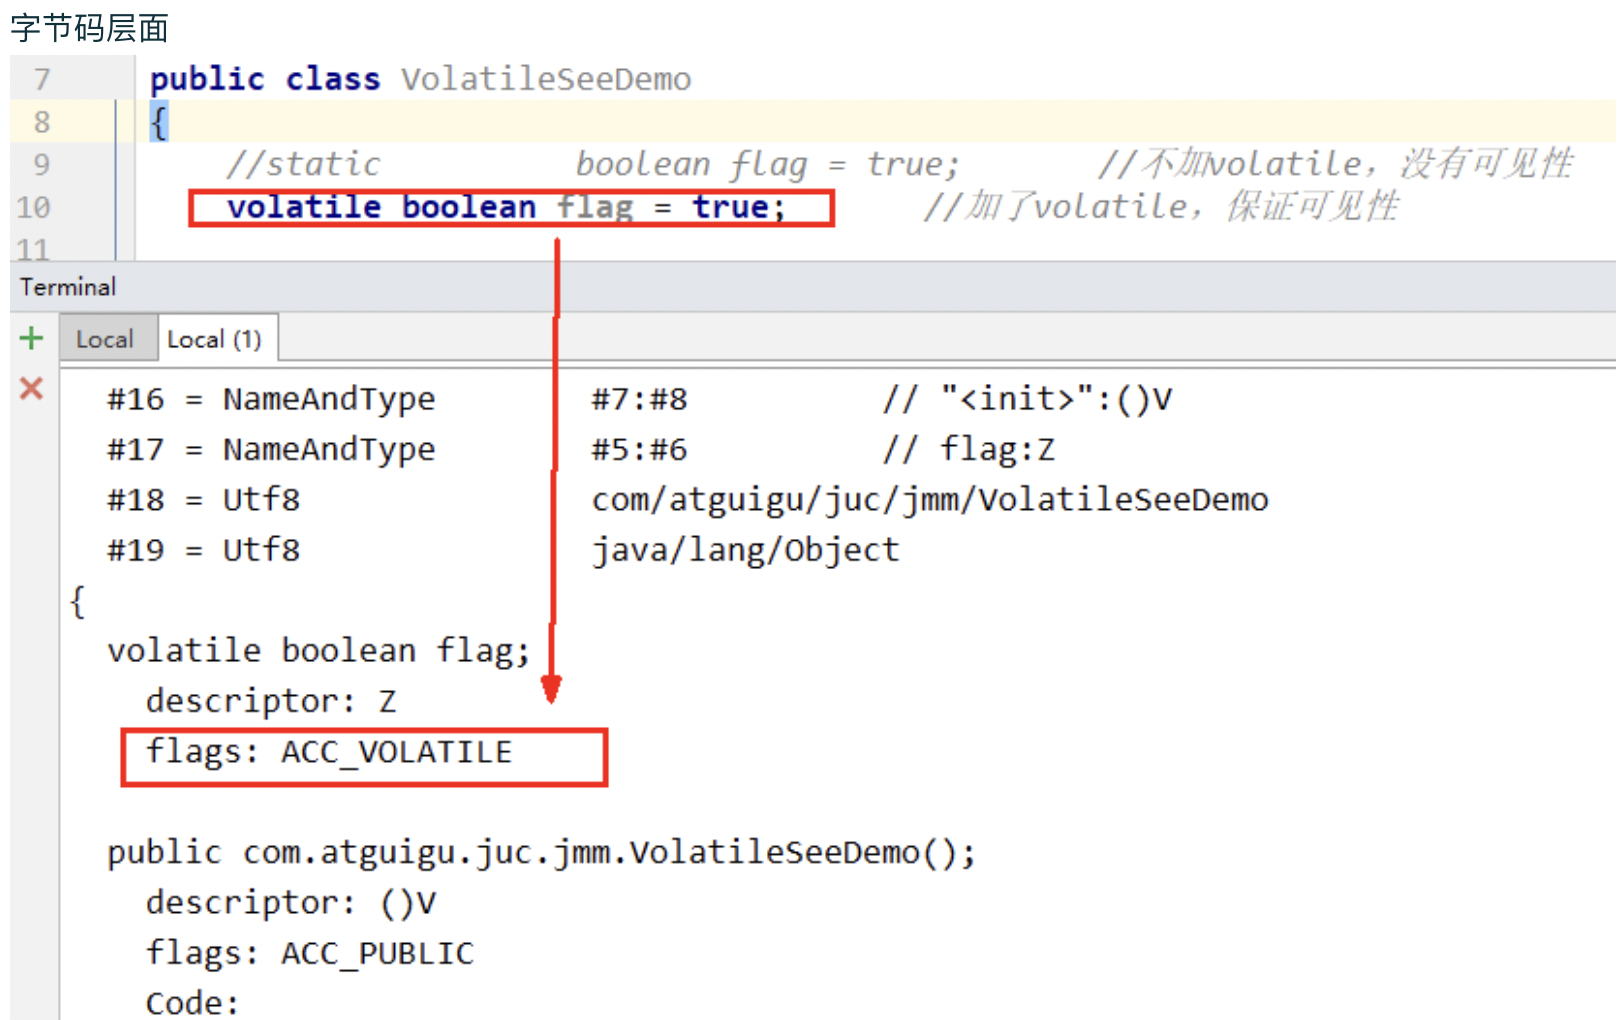 字节码层面
7 public class VolatileSeeDemo
8 {
9 //static boolean flag = true; //不加volatile，没有可见性
10 volatile boolean flag = true; //加了volatile，保证可见性
11
Terminal
Local Local (1)
#16 = NameAndType #7:#8 // "<init>":()V
#17 = NameAndType #5:#6 // flag:Z
#18 = Utf8 com/atguigu/juc/jmm/VolatileSeeDemo
#19 = Utf8 java/lang/Object
{
volatile boolean flag;
descriptor: Z
flags: ACC_VOLATILE
public com.atguigu.juc.jmm.VolatileSeeDemo();
descriptor: ()V
flags: ACC_PUBLIC
Code: